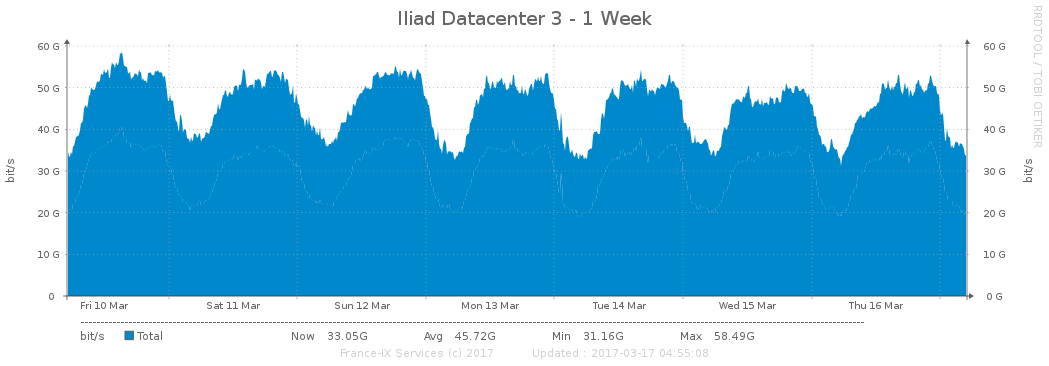 Iliad Datacenter 3 - 1 Week
RRDTOOL / TOBI OETIKER
60 G 60 G
50 G 50 G
40 G 40 G
30 G 30 G
20 G 20 G
10 G 10 G
0 0 G
bit/s
bit/s
Fri 10 Mar Sat 11 Mar Sun 12 Mar Mon 13 Mar Tue 14 Mar Wed 15 Mar Thu 16 Mar
bit/s Total Now 33.05G Avg 45.72G Min 31.16G Max 58.49G
France-IX Services (c) 2017 Updated : 2017-03-17 04:55:08